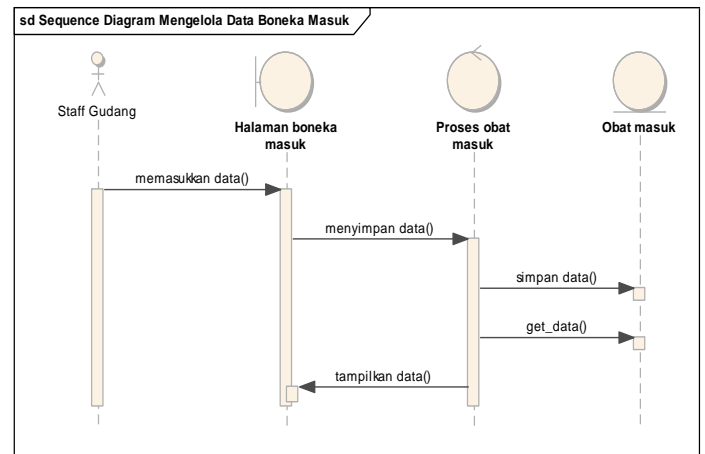 sd Sequence Diagram Mengelola Data Boneka Masuk
Staff Gudang
Halaman boneka
masuk
Proses obat
masuk
Obat masuk
memasukkan data()
menyimpan data()
simpan data()
get_data()
tampilkan data()